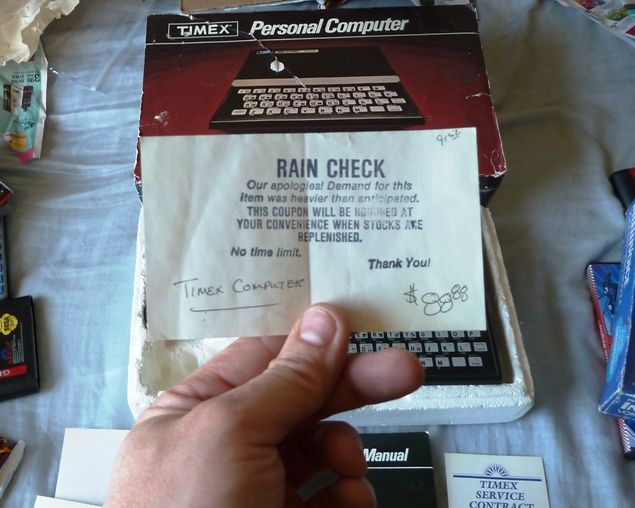 TIMEX Personal Computer
RAIN CHECK
Our apologies! Demand for this
item was heavier than anticipated.
THIS COUPON WILL BE HONORED AT
YOUR CONVENIENCE WHEN STOCKS ARE
REPLENISHED.
No time limit.
Thank You!
TIMEX COMPUTER
$88⁸⁸
Manual
TIMEX
SERVICE
CONTRACT